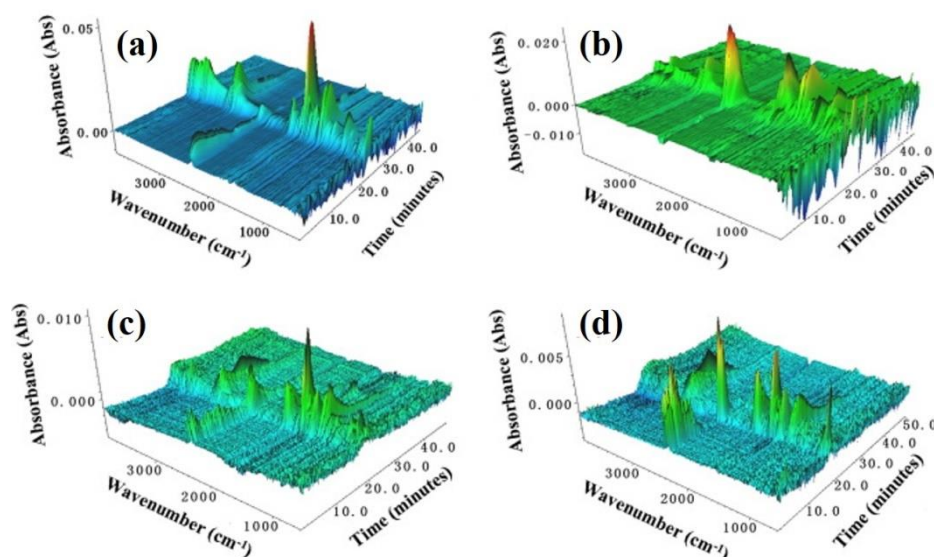 (a)
0.05
0.00
Absorbance (Abs)
3000
2000
1000
Wavenumber (cm-1)
10.0
20.0
30.0
40.0
Time (minutes)
(b)
0.020
0.000
-0.010
Absorbance (Abs)
3000
2000
1000
Wavenumber (cm-1)
10.0
20.0
30.0
40.0
Time (minutes)
(c)
0.010
0.000
Absorbance (Abs)
3000
2000
1000
Wavenumber (cm-1)
10.0
20.0
30.0
40.0
Time (minutes)
(d)
0.005
0.000
Absorbance (Abs)
3000
2000
1000
Wavenumber (cm-1)
10.0
20.0
30.0
40.0
50.0
Time (minutes)